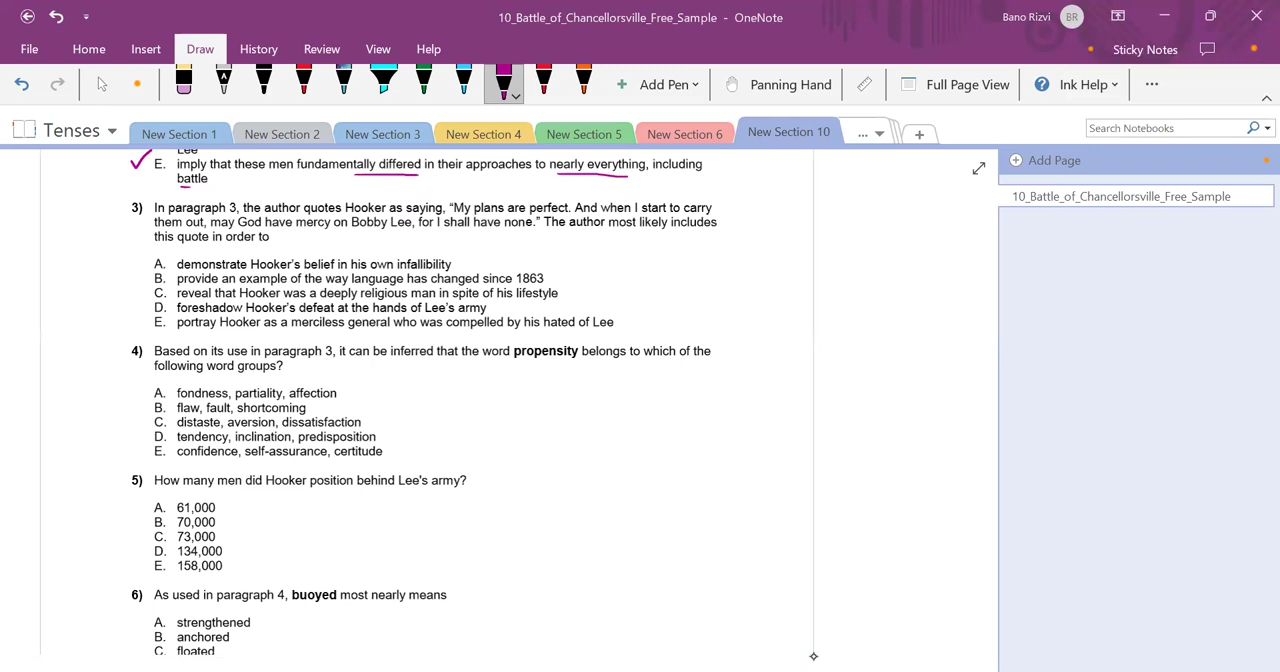 10_Battle_of_Chancellorsville_Free_Sample - OneNote
Bano Rizvi BR
File Home Insert Draw History Review View Help Sticky Notes
Add Pen Panning Hand Full Page View Ink Help ...
Tenses New Section 1 New Section 2 New Section 3 New Section 4 New Section 5 New Section 6 New Section 10 ... Search Notebooks
Add Page
10_Battle_of_Chancellorsville_Free_Sample
Lee
E. imply that these men fundamentally differed in their approaches to nearly everything, including
battle
3) In paragraph 3, the author quotes Hooker as saying, “My plans are perfect. And when I start to carry
them out, may God have mercy on Bobby Lee, for I shall have none.” The author most likely includes
this quote in order to
A. demonstrate Hooker’s belief in his own infallibility
B. provide an example of the way language has changed since 1863
C. reveal that Hooker was a deeply religious man in spite of his lifestyle
D. foreshadow Hooker’s defeat at the hands of Lee’s army
E. portray Hooker as a merciless general who was compelled by his hated of Lee
4) Based on its use in paragraph 3, it can be inferred that the word propensity belongs to which of the
following word groups?
A. fondness, partiality, affection
B. flaw, fault, shortcoming
C. distaste, aversion, dissatisfaction
D. tendency, inclination, predisposition
E. confidence, self-assurance, certitude
5) How many men did Hooker position behind Lee's army?
A. 61,000
B. 70,000
C. 73,000
D. 134,000
E. 158,000
6) As used in paragraph 4, buoyed most nearly means
A. strengthened
B. anchored
C. floated